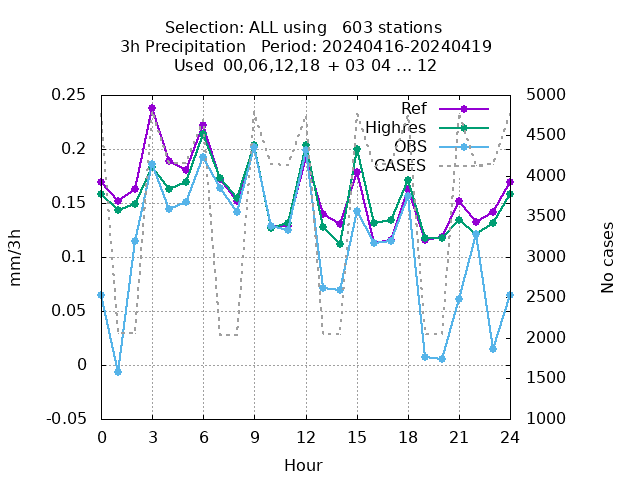 Selection: ALL using   603 stations
3h Precipitation   Period: 20240416-20240419
Used 00,06,12,18 + 03 04 ... 12
0.25
0.2
0.15
0.1
0.05
0
-0.05
mm/3h
Ref
Highres
OBS
CASES
5000
4500
4000
3500
3000
2500
2000
1500
1000
No cases
0 3 6 9 12 15 18 21 24
Hour